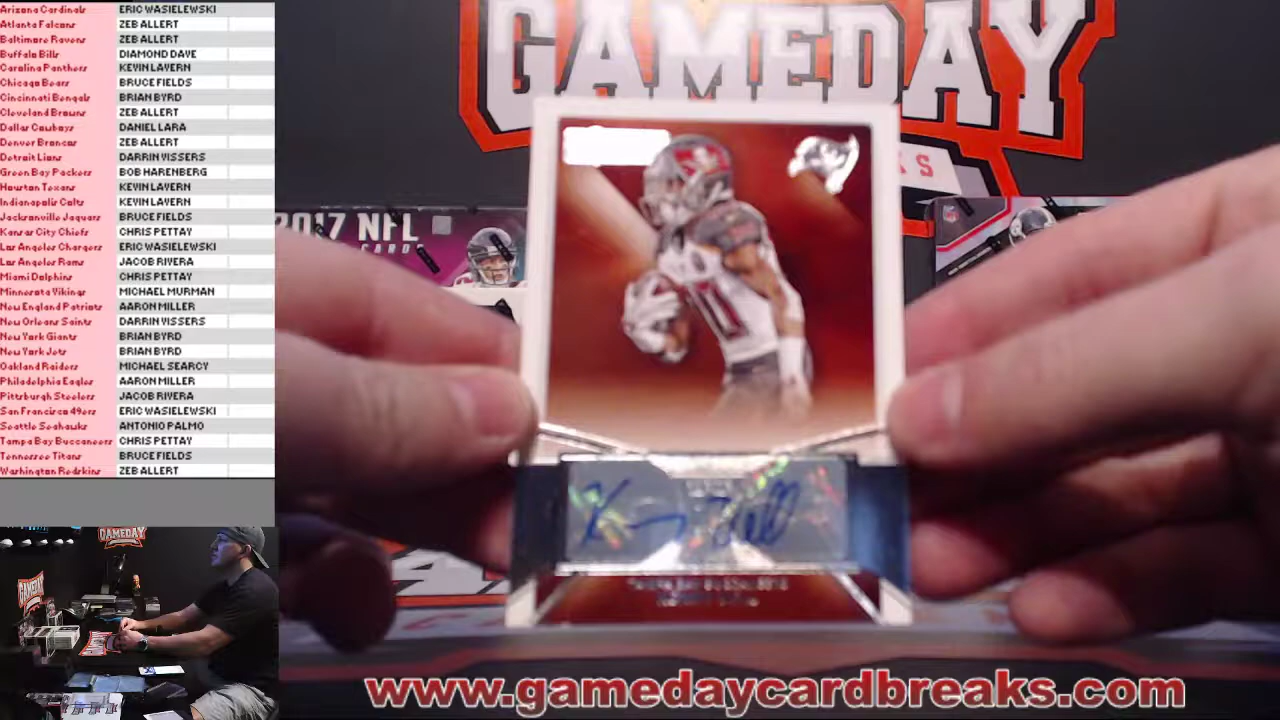 Arizona Cardinals ERIC WASIELEWSKI
Atlanta Falcons ZEB ALLERT
Baltimore Ravens ZEB ALLERT
Buffalo Bills DIAMOND DAVE
Carolina Panthers KEVIN LAVERN
Chicago Bears BRUCE FIELDS
Cincinnati Bengals BRIAN BYRD
Cleveland Browns ZEB ALLERT
Dallas Cowboys DANIEL LARA
Denver Broncos ZEB ALLERT
Detroit Lions DARRIN VISSERS
Green Bay Packers BOB HARENBERG
Houston Texans KEVIN LAVERN
Indianapolis Colts KEVIN LAVERN
Jacksonville Jaguars BRUCE FIELDS
Kansas City Chiefs CHRIS PETTAY
Los Angeles Chargers ERIC WASIELEWSKI
Los Angeles Rams JACOB RIVERA
Miami Dolphins CHRIS PETTAY
Minnesota Vikings MICHAEL MURMAN
New England Patriots AARON MILLER
New Orleans Saints DARRIN VISSERS
New York Giants BRIAN BYRD
New York Jets BRIAN BYRD
Oakland Raiders MICHAEL SEARCY
Philadelphia Eagles AARON MILLER
Pittsburgh Steelers JACOB RIVERA
San Francisco 49ers ERIC WASIELEWSKI
Seattle Seahawks ANTONIO PALMO
Tampa Bay Buccaneers CHRIS PETTAY
Tennessee Titans BRUCE FIELDS
Washington Redskins ZEB ALLERT
GAMEDAY
KS
2017 NFL
CARD
Kenny Bell
www.gamedaycardbreaks.com
GAMEDAY
GAMEDAY